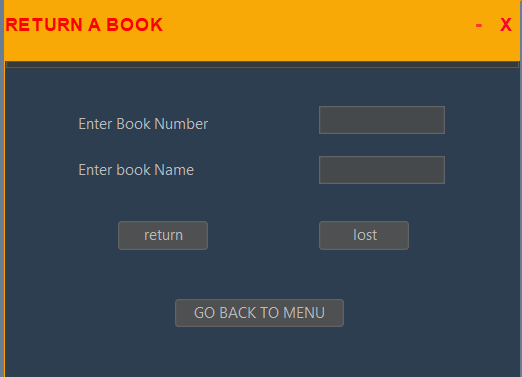 RETURN A BOOK - X
Enter Book Number
Enter book Name
return lost
GO BACK TO MENU